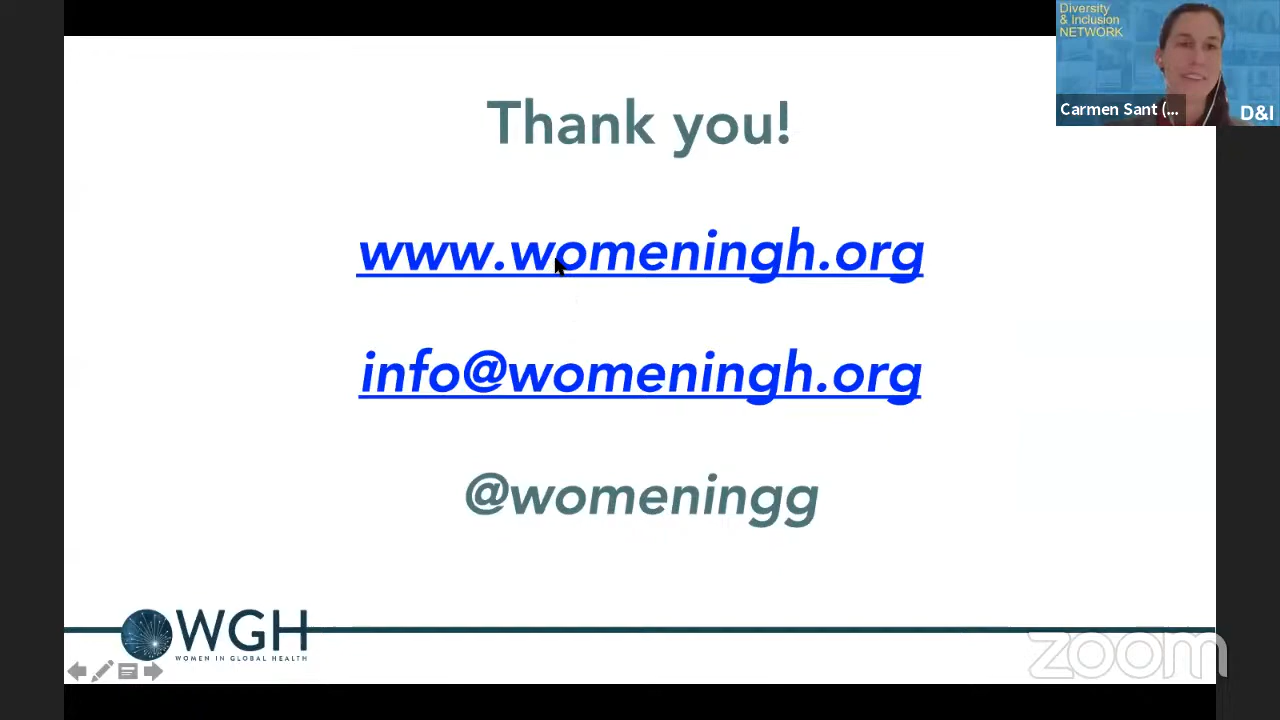 Diversity
& Inclusion
NETWORK
Carmen Sant (...
D&I
Thank you!
www.womeningh.org
info@womeningh.org
@womeningg
WGH
WOMEN IN GLOBAL HEALTH
zoom